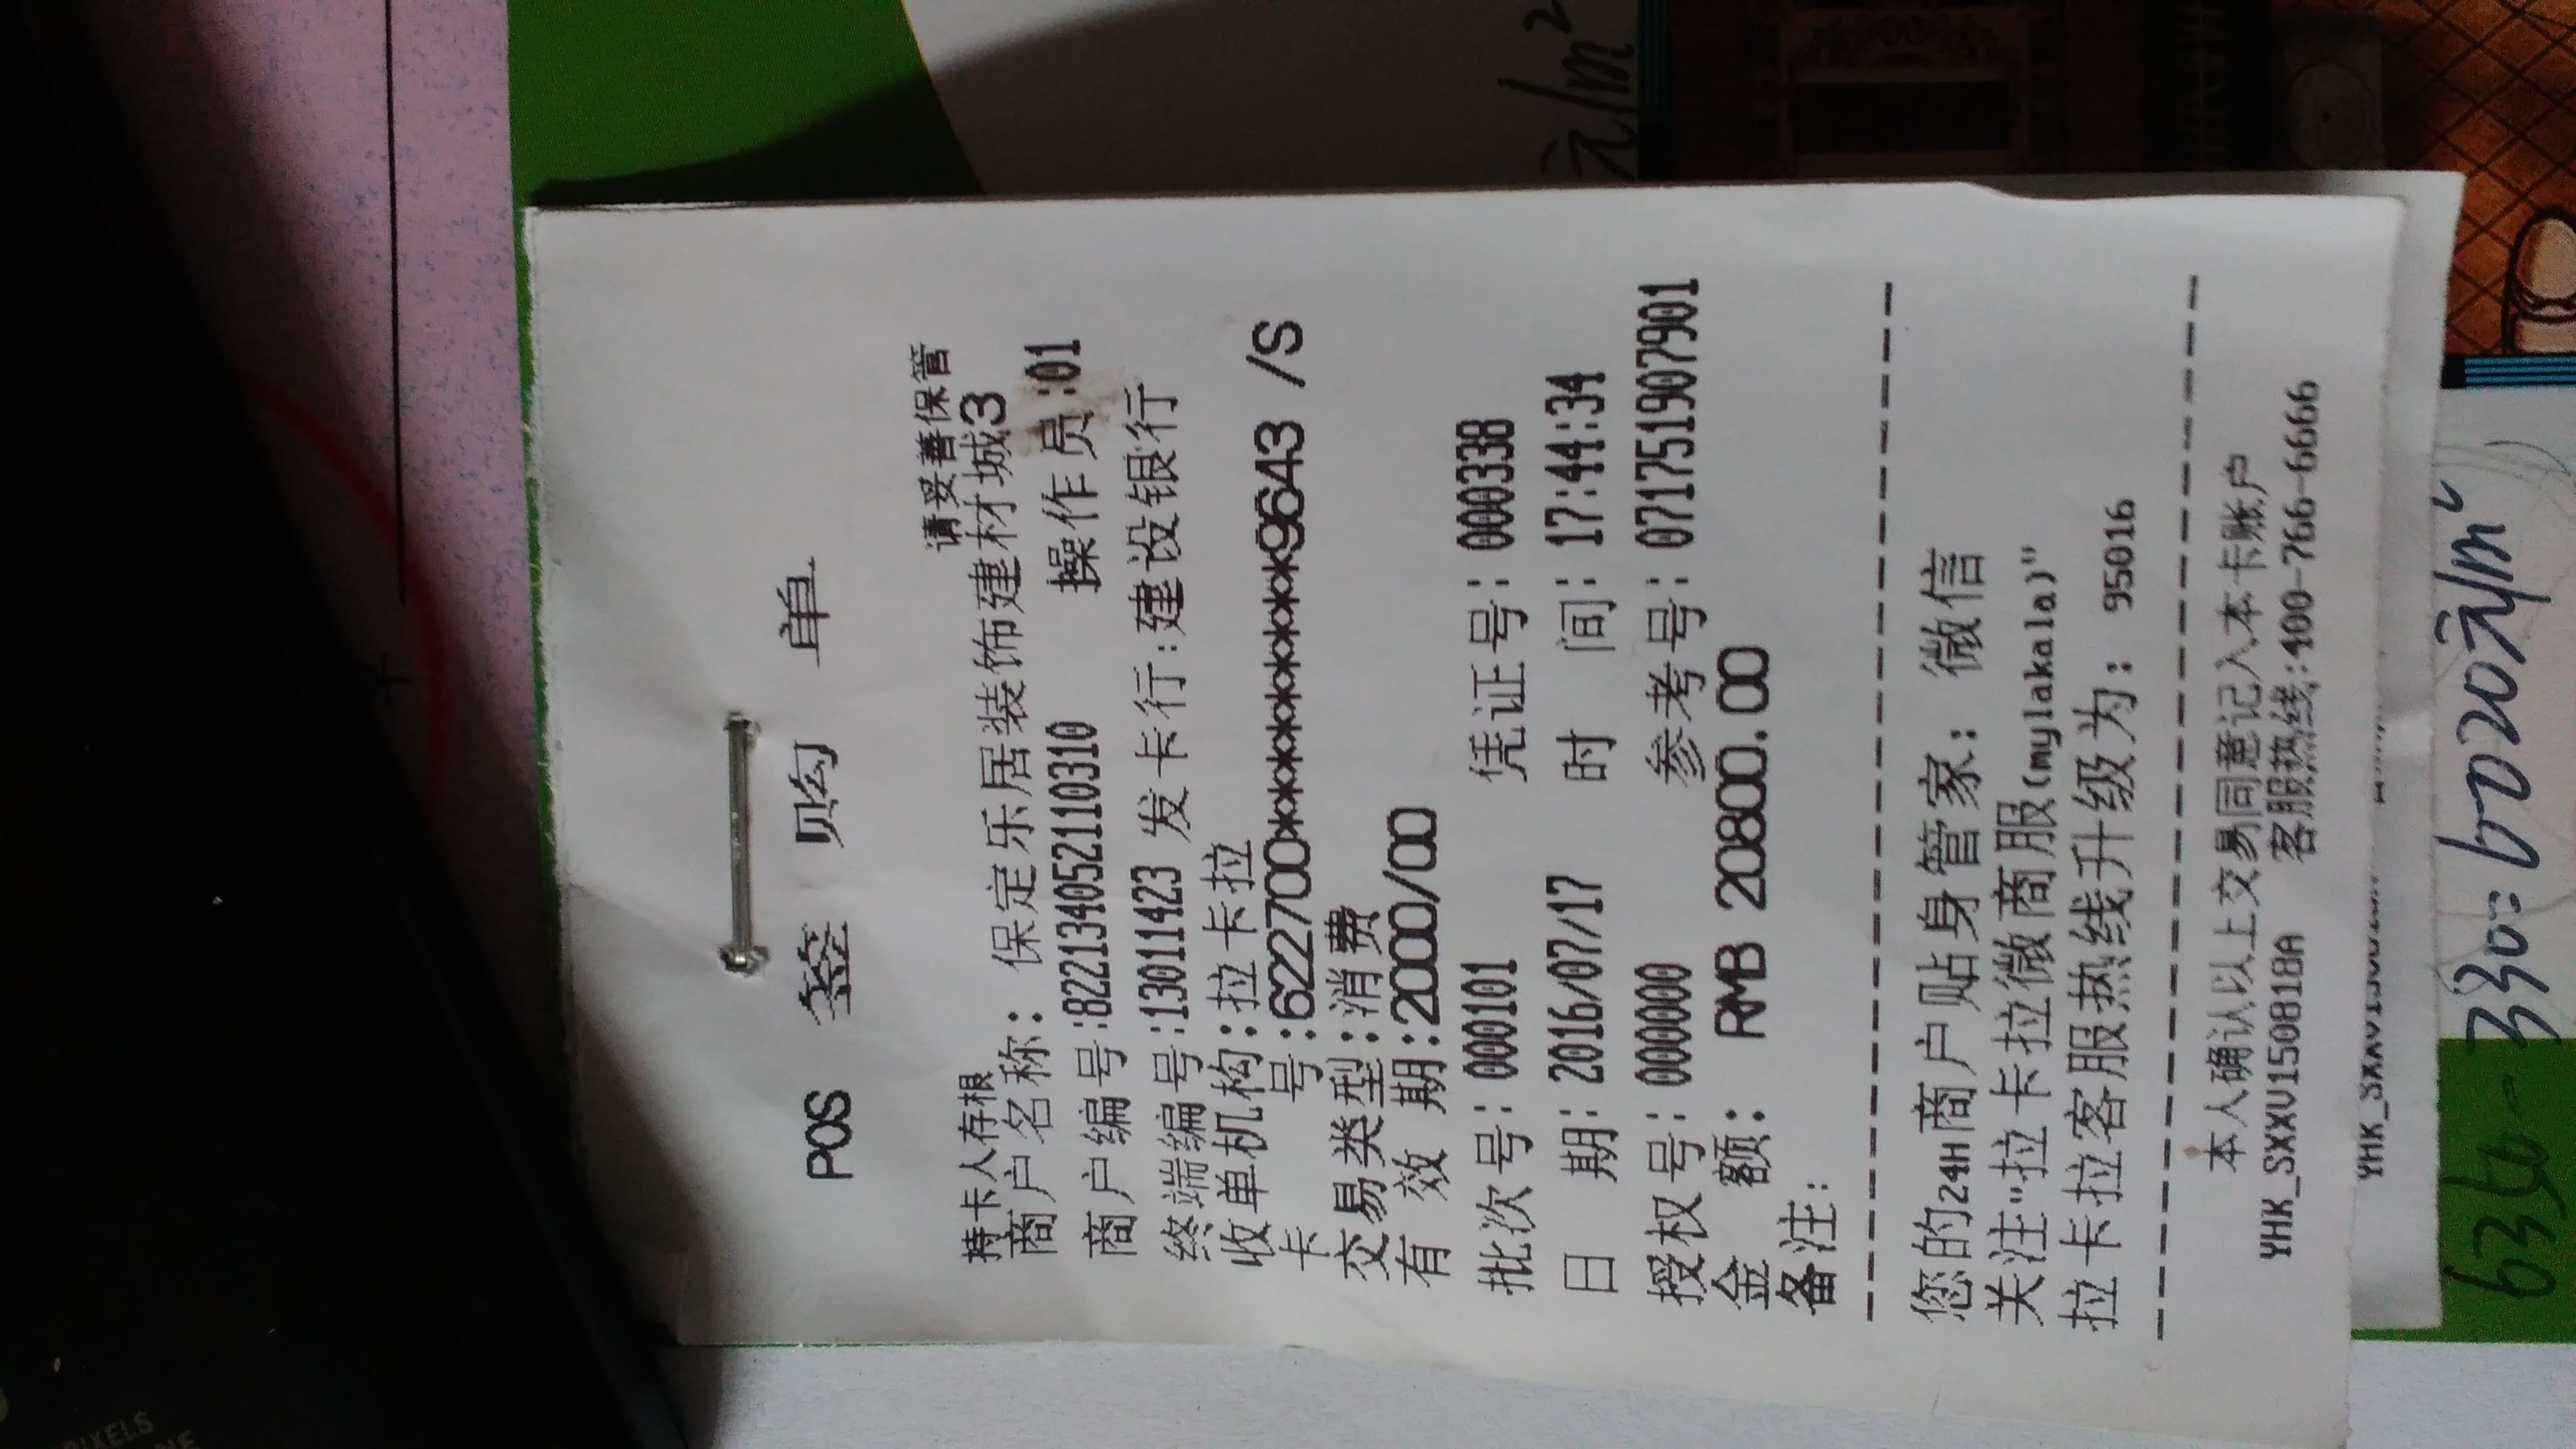 POS 签 购 单
请妥善保管
持卡人存根
商户名称: 保定乐居装饰建材城3
商户编号:822134052110310 操作员:01
终端编号:13011423 发卡行:建设银行
收单机构:拉卡拉
卡 号:622700*********9643 /S
交易类型:消费
有 效 期:2000/00
批次号: 000101 凭证号: 000338
日 期: 2016/07/17 时 间: 17:44:34
授权号: 000000 参考号: 071751907901
金 额: RMB 20800.00
备注:
您的24H商户贴身管家: 微信
关注"拉卡拉微商服(mylakala)"
拉卡拉客服热线升级为: 95016
本人确认以上交易同意记入本卡账户
YHK_SXXV150818A 客服热线:400-766-6666
元/m²
PIXELS